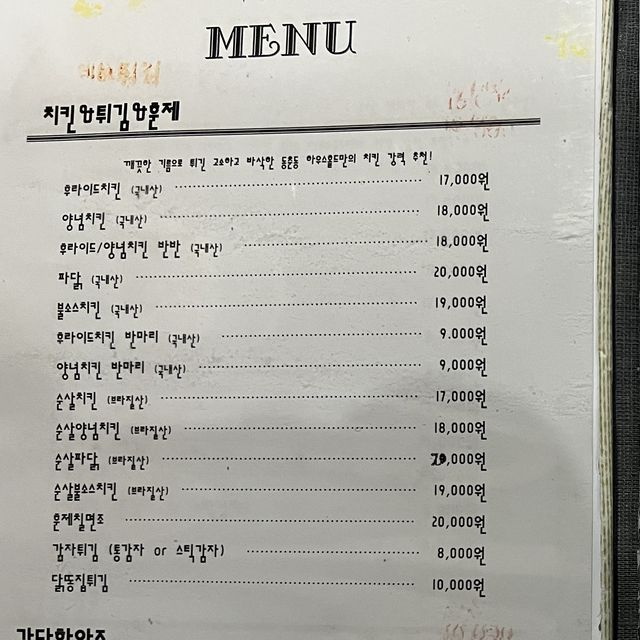 MENU
치킨&튀김&훈제
깨끗한 기름으로 튀긴 고소하고 바삭한 동춘동 하우스홀드만의 치킨 강력 추천!
후라이드치킨 (국내산) 17,000원
양념치킨 (국내산) 18,000원
후라이드/양념치킨 반반 (국내산) 18,000원
파닭 (국내산) 20,000원
불소스치킨 (국내산) 19,000원
후라이드치킨 반마리 (국내산) 9.000원
양념치킨 반마리 (국내산) 9,000원
순살치킨 (브라질산) 17,000원
순살양념치킨 (브라질산) 18,000원
순살파닭 (브라질산) 20,000원
순살불소스치킨 (브라질산) 19,000원
훈제칠면조 20,000원
감자튀김 (통감자 or 스틱감자) 8,000원
닭똥집튀김 10,000원